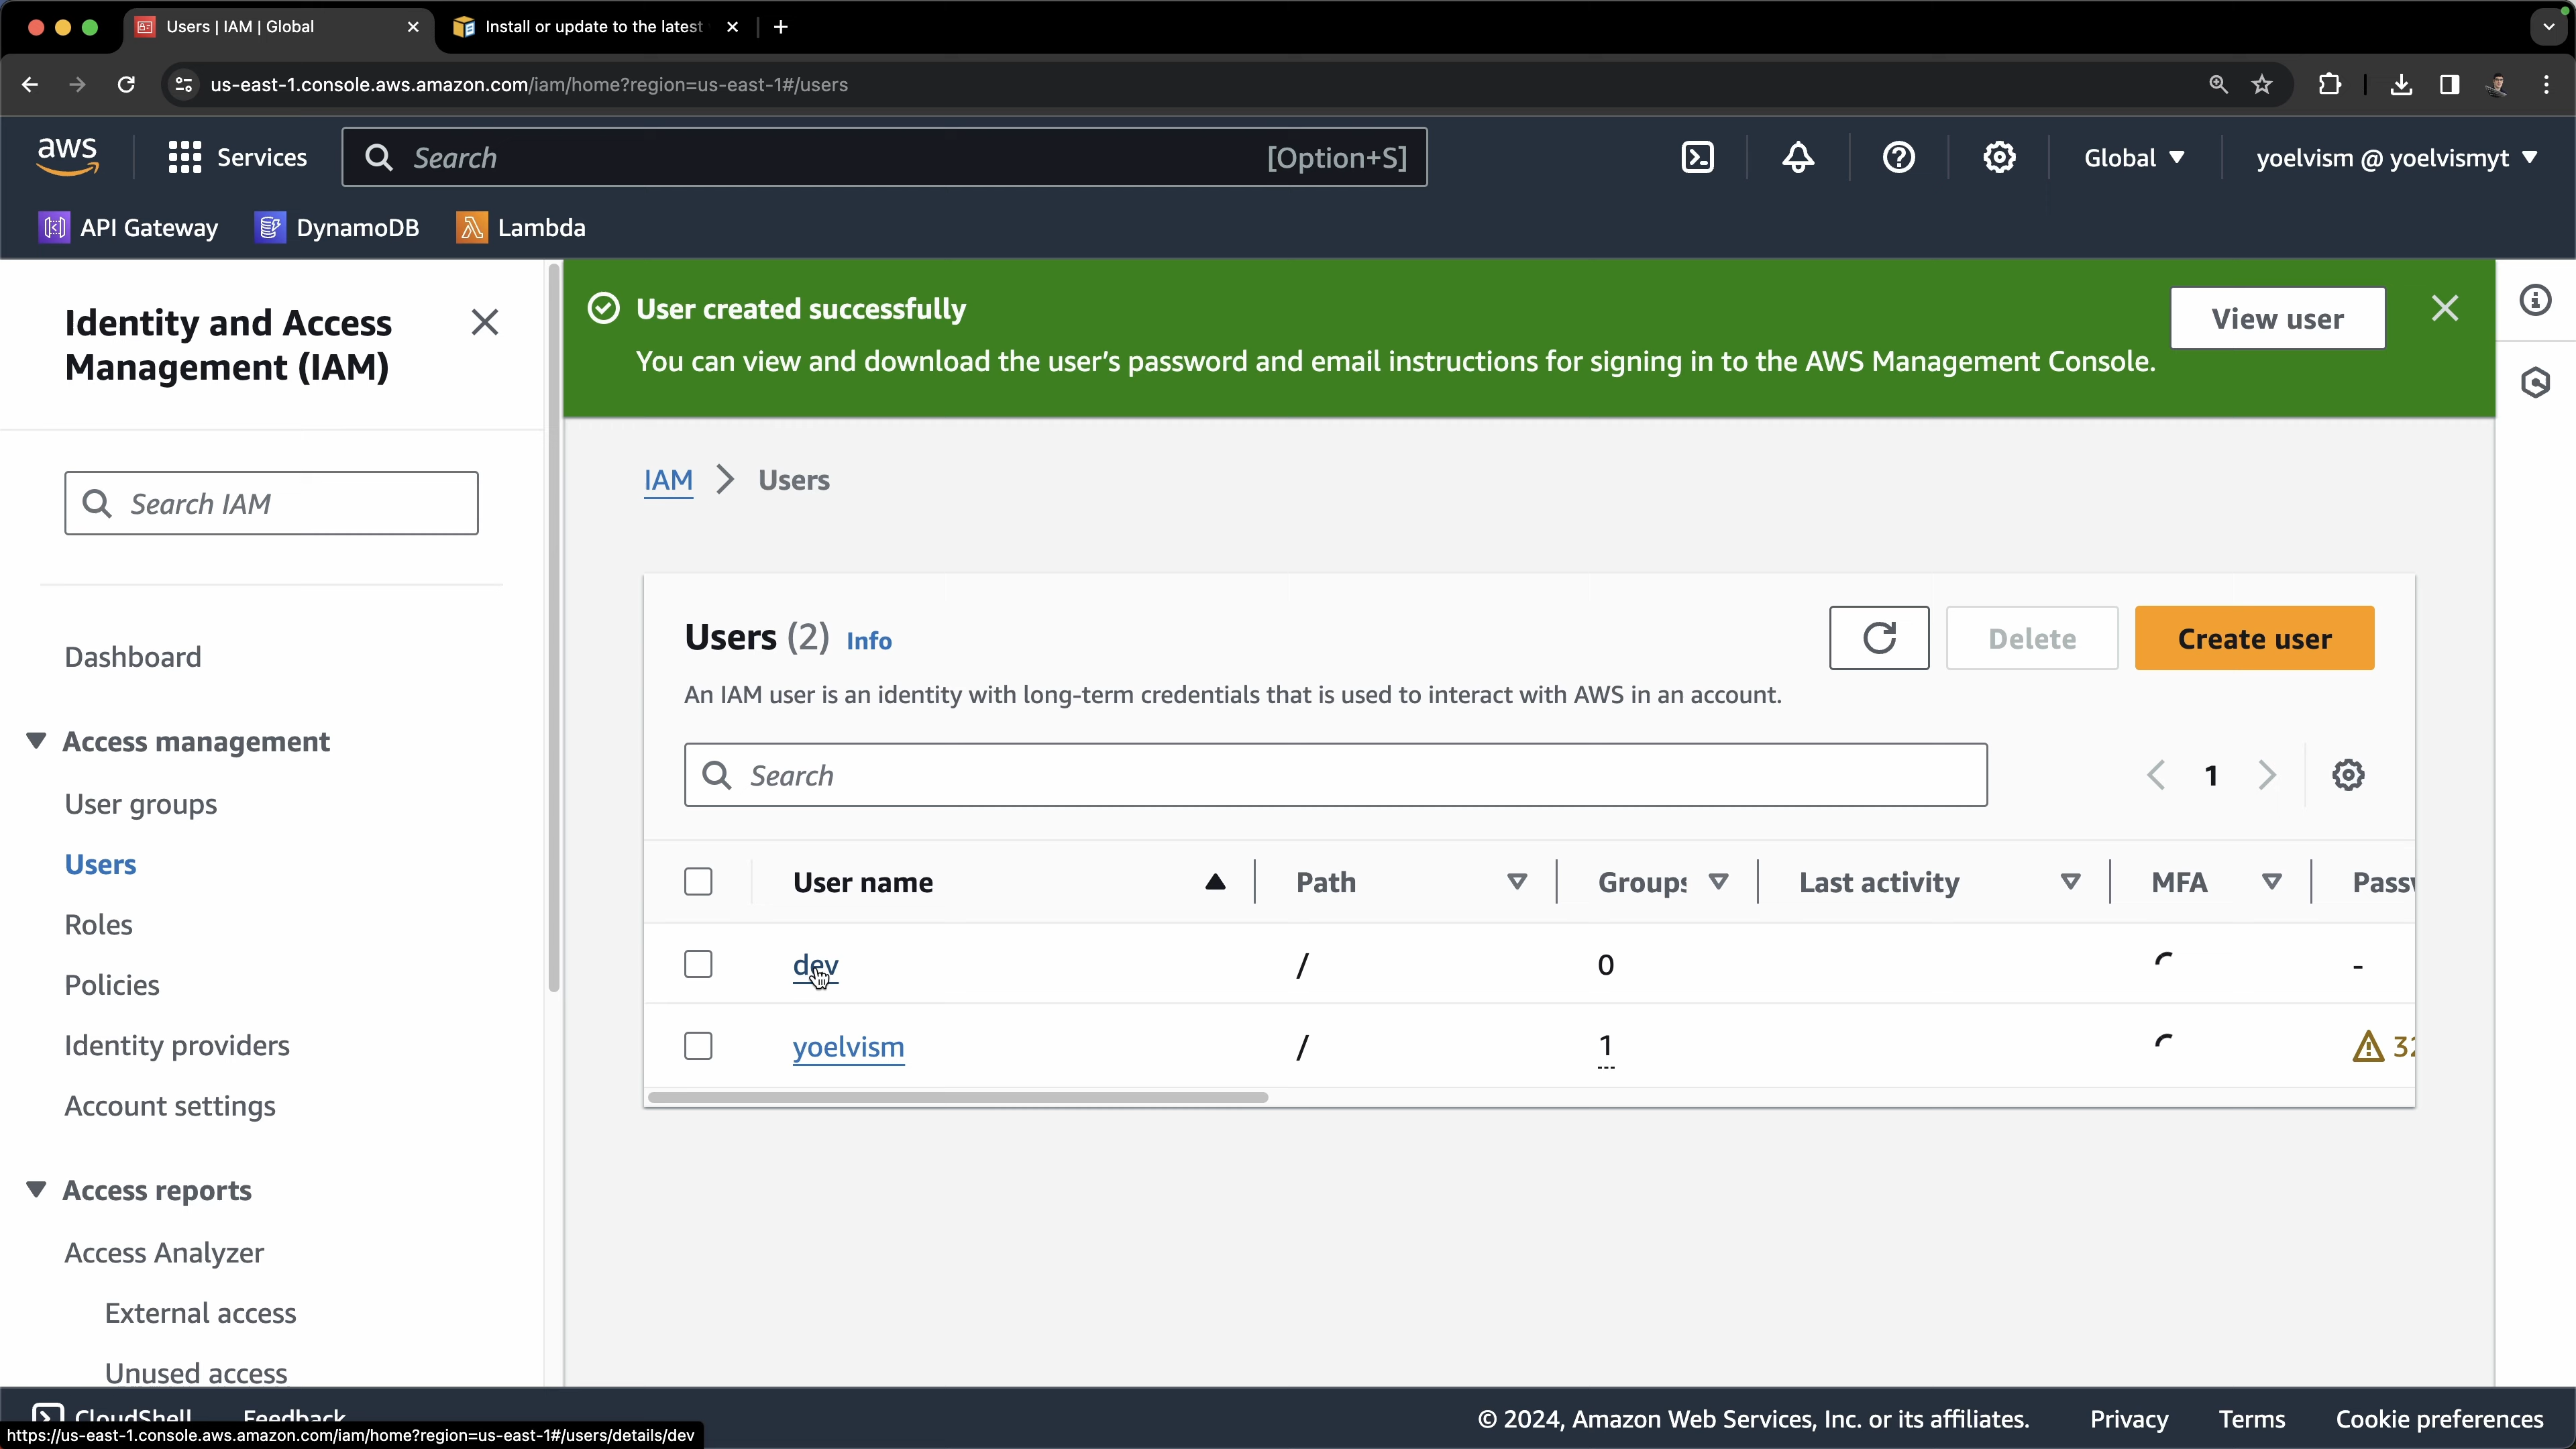 Users | IAM | Global
Install or update to the latest
us-east-1.console.aws.amazon.com/iam/home?region=us-east-1#/users
aws
Services
Search
[Option+S]
Global
yoelvism @ yoelvismyt
API Gateway
DynamoDB
Lambda
Identity and Access
Management (IAM)
Search IAM
Dashboard
Access management
User groups
Users
Roles
Policies
Identity providers
Account settings
Access reports
Access Analyzer
External access
Unused access
User created successfully
You can view and download the user's password and email instructions for signing in to the AWS Management Console.
View user
IAM > Users
Users (2) Info
Delete
Create user
An IAM user is an identity with long-term credentials that is used to interact with AWS in an account.
Search
1
User name Path Groups Last activity MFA Passw
dev / 0 -
yoelvism / 1 32
CloudShell Feedback
© 2024, Amazon Web Services, Inc. or its affiliates. Privacy Terms Cookie preferences
https://us-east-1.console.aws.amazon.com/iam/home?region=us-east-1#/users/details/dev